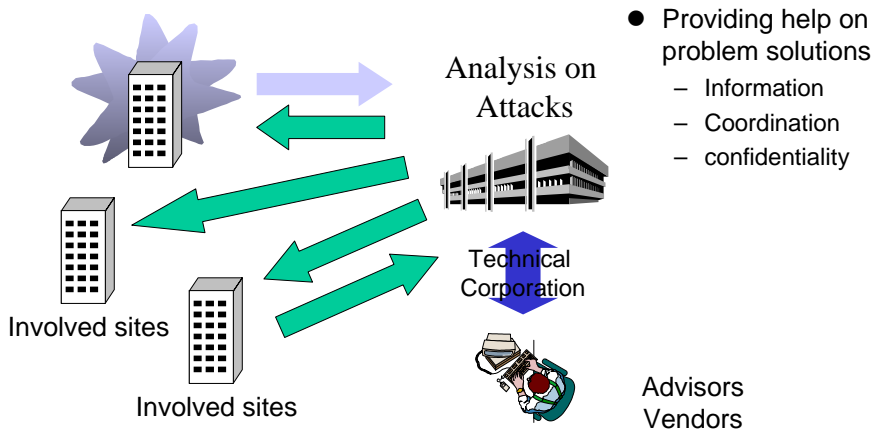 ● Providing help on
problem solutions
– Information
– Coordination
– confidentiality
Analysis on
Attacks
Technical
Corporation
Involved sites
Involved sites
Advisors
Vendors